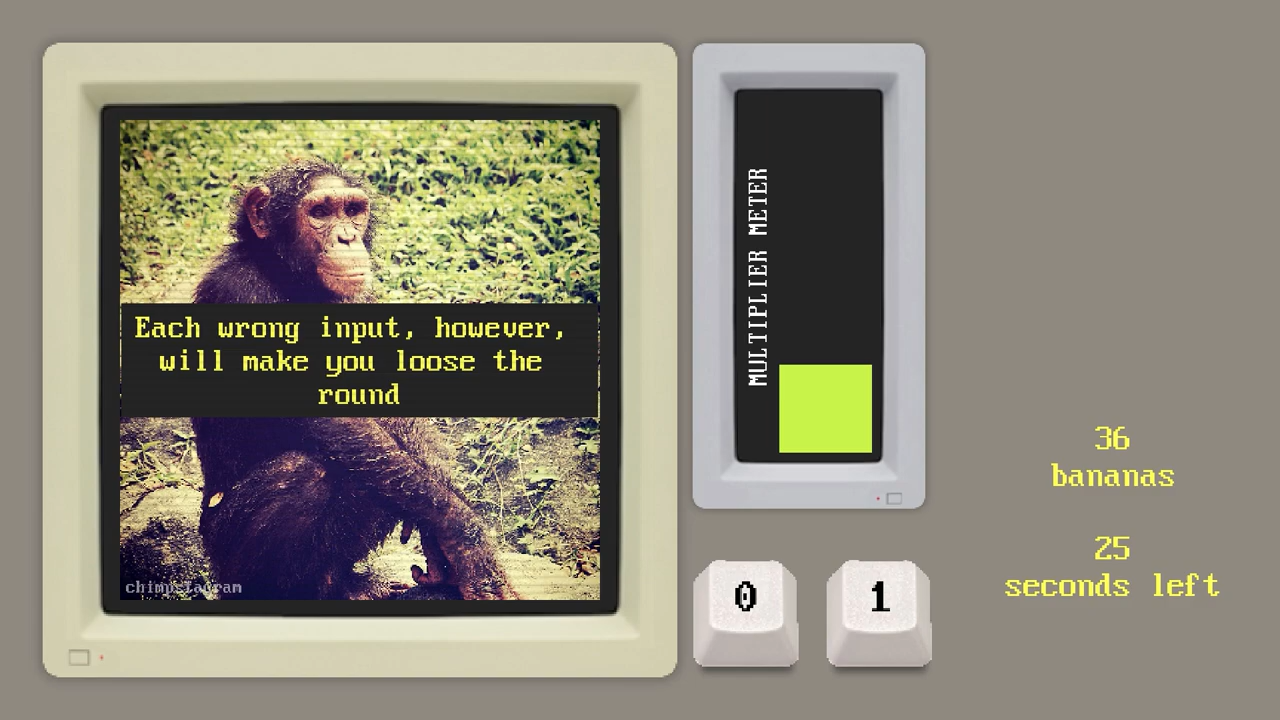 Each wrong input, however,
will make you loose the
round
chimpstagram
MULTIPLIER METER
0
1
36
bananas
25
seconds left